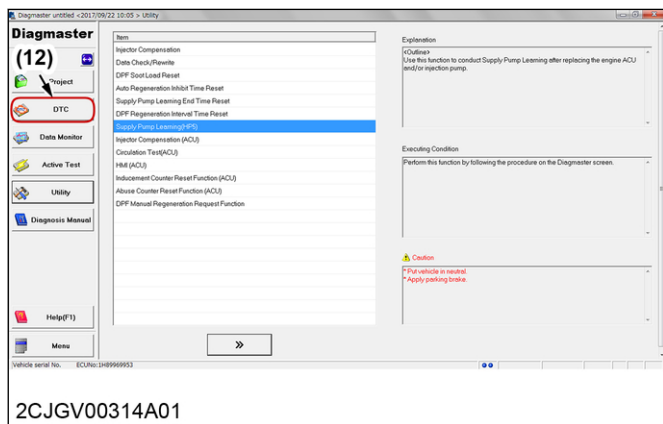 Diagmaster untitled <2017/09/22 10:05 > Utility
Diagmaster
(12)
Project
DTC
Data Monitor
Active Test
Utility
Diagnosis Manual
Help(F1)
Menu
Item
Injector Compensation
Data Check/Rewrite
DPF Soot Load Reset
Auto Regeneration Inhibit Time Reset
Supply Pump Learning End Time Reset
DPF Regeneration Interval Time Reset
Supply Pump Learning(HP5)
Injector Compensation (ACU)
Circulation Test(ACU)
HMI (ACU)
Inducement Counter Reset Function (ACU)
Abuse Counter Reset Function (ACU)
DPF Manual Regeneration Request Function
»
Explanation
<Outline>
Use this function to conduct Supply Pump Learning after replacing the engine ACU
and/or injection pump.
Executing Condition
Perform this function by following the procedure on the Diagmaster screen.
Caution
* Put vehicle in neutral.
* Apply parking brake.
Vehicle serial No. ECUNo:1H89969953
2CJGV00314A01